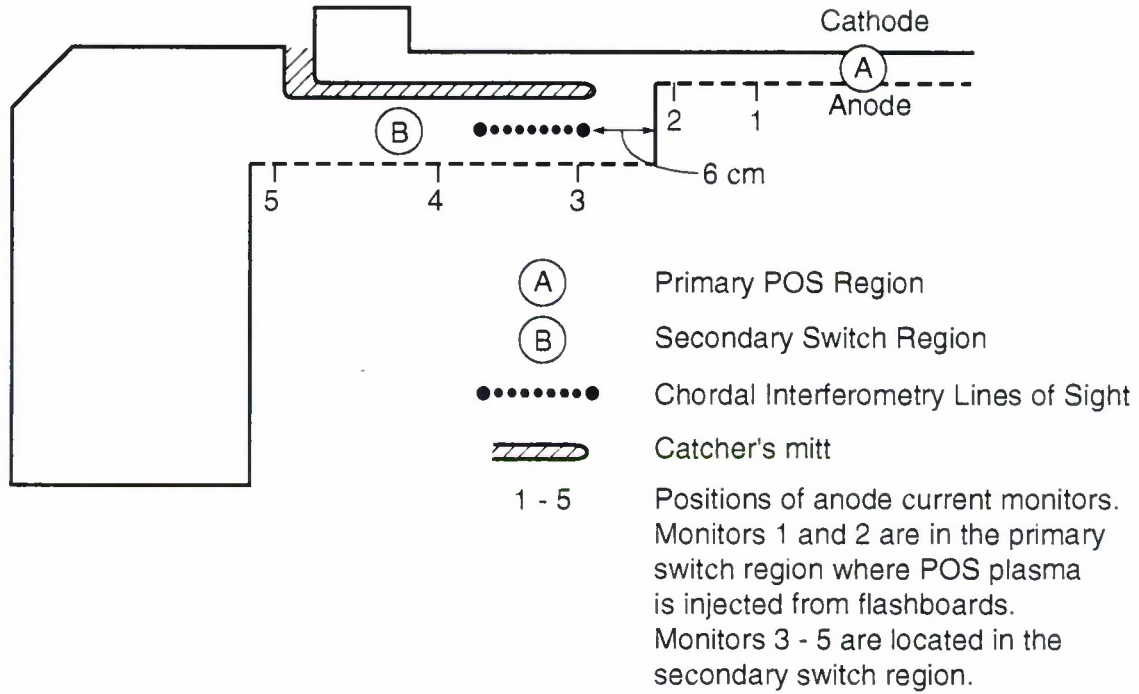 Cathode
A
Anode
2 1
B
6 cm
5 4 3
A Primary POS Region
B Secondary Switch Region
Chordal Interferometry Lines of Sight
Catcher's mitt
1 - 5 Positions of anode current monitors.
Monitors 1 and 2 are in the primary
switch region where POS plasma
is injected from flashboards.
Monitors 3 - 5 are located in the
secondary switch region.